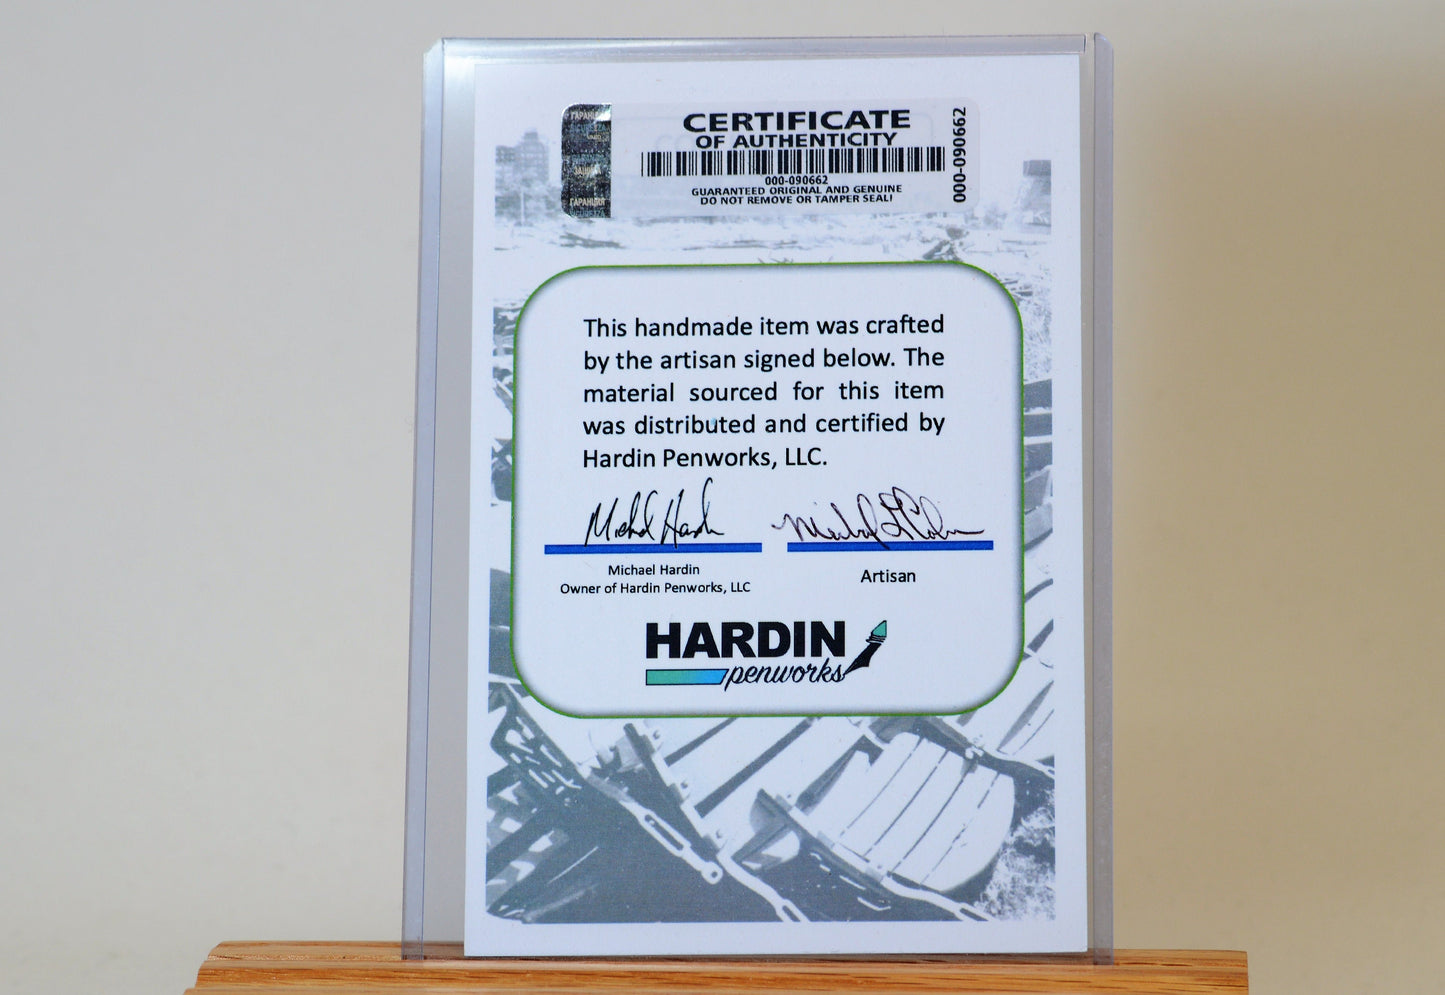 CERTIFICATE
OF AUTHENTICITY
000-090662
GUARANTEED ORIGINAL AND GENUINE
DO NOT REMOVE OR TAMPER SEAL!
000-090662
This handmade item was crafted
by the artisan signed below. The
material sourced for this item
was distributed and certified by
Hardin Penworks, LLC.
Michael Hardin
Owner of Hardin Penworks, LLC
Artisan
HARDIN
penworks